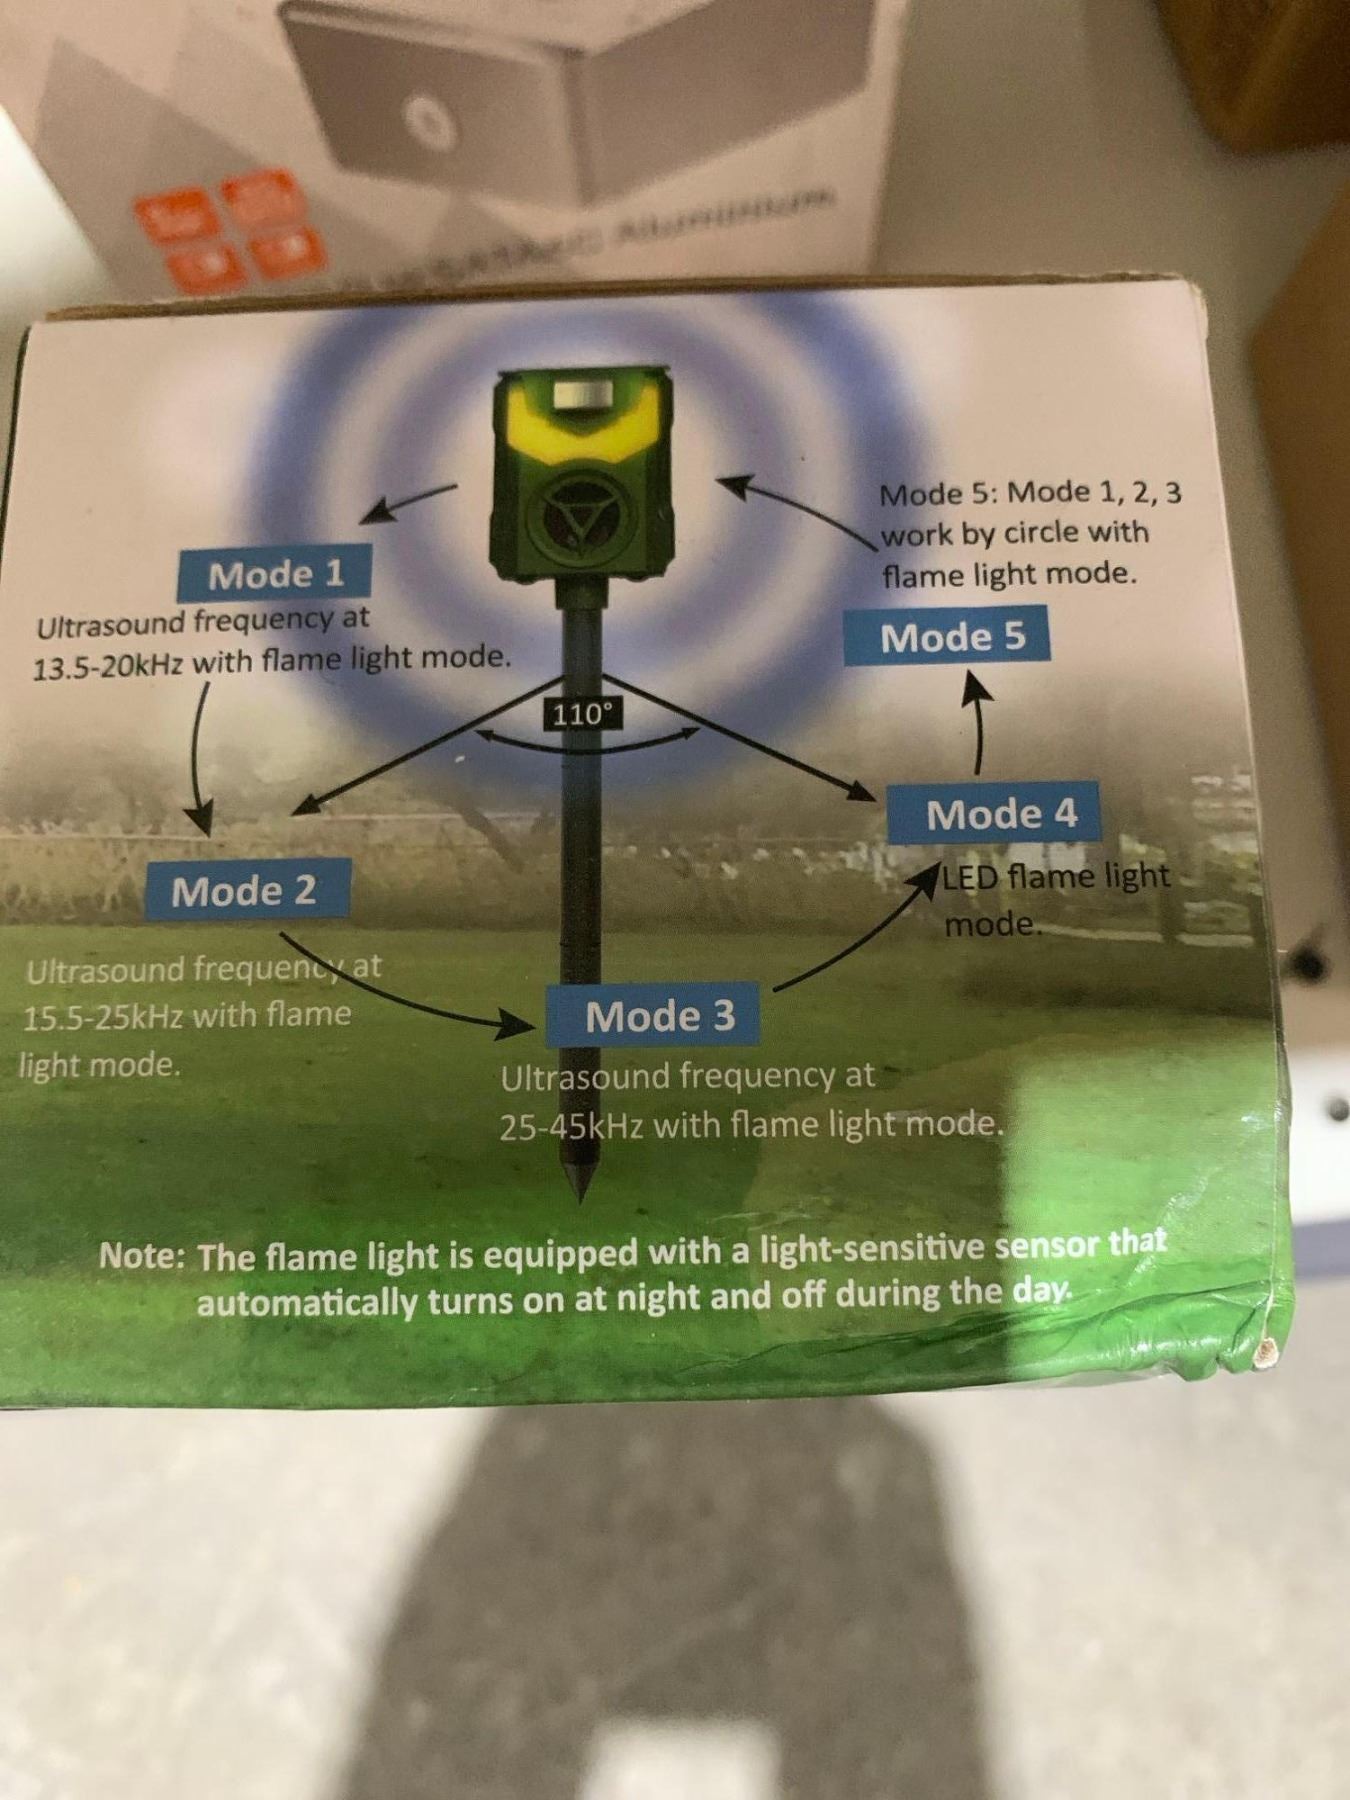 Aluminium
Mode 1
Ultrasound frequency at
13.5-20kHz with flame light mode.
110°
Mode 5: Mode 1, 2, 3
work by circle with
flame light mode.
Mode 5
Mode 4
LED flame light
mode.
Mode 2
Ultrasound frequency at
15.5-25kHz with flame
light mode.
Mode 3
Ultrasound frequency at
25-45kHz with flame light mode.
Note: The flame light is equipped with a light-sensitive sensor that
automatically turns on at night and off during the day.